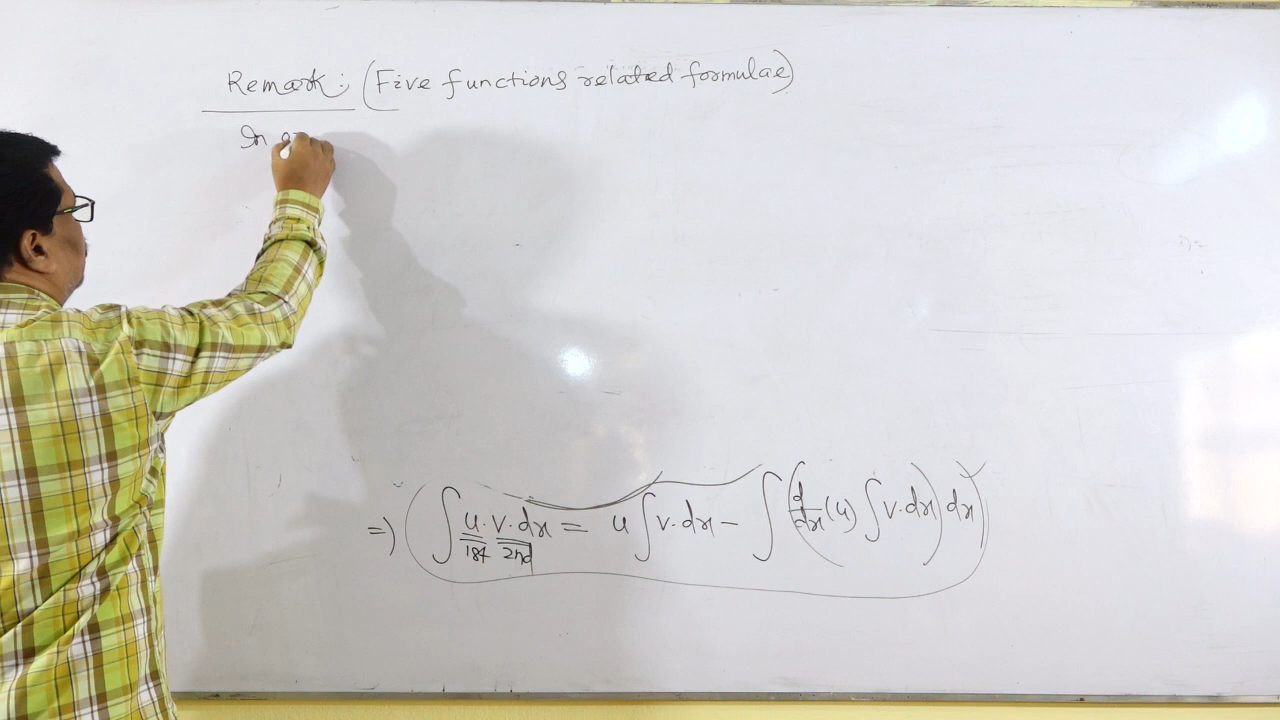 Remark: (Five functions related formulae)
In
=) ( ∫ u. v. dx = u ∫ v. dx - ∫ ( d/dx (u) ∫ v. dx ) dx )
1st 2nd